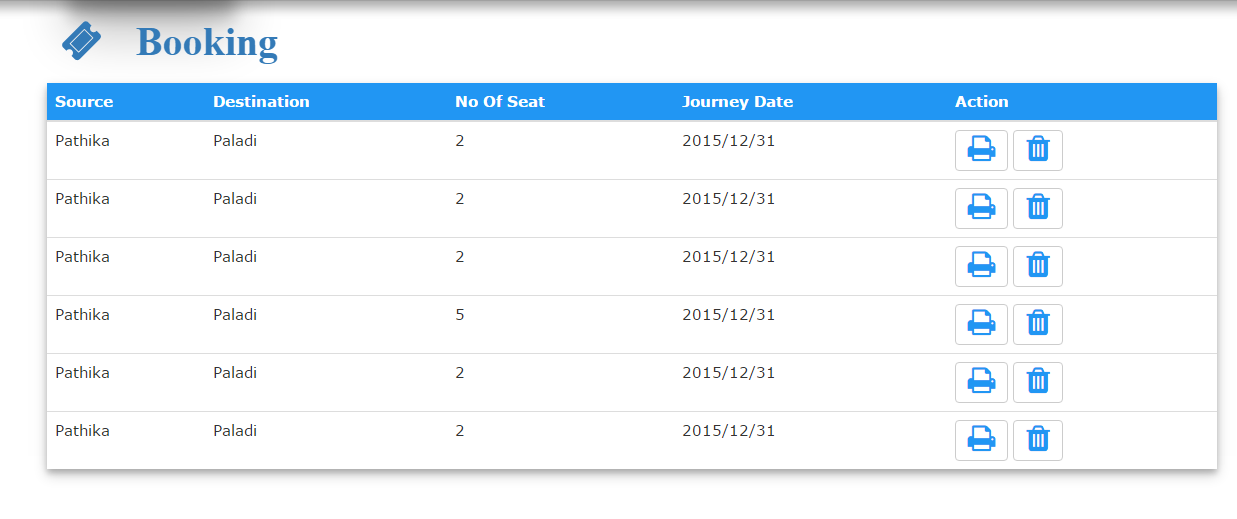 Booking
Source Destination No Of Seat Journey Date Action
Pathika Paladi 2 2015/12/31
Pathika Paladi 2 2015/12/31
Pathika Paladi 2 2015/12/31
Pathika Paladi 5 2015/12/31
Pathika Paladi 2 2015/12/31
Pathika Paladi 2 2015/12/31